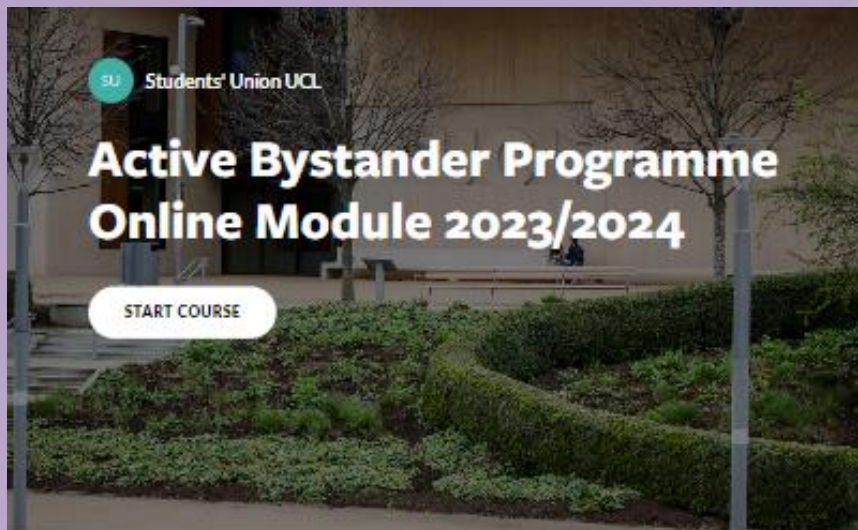 SU Students' Union UCL
Active Bystander Programme
Online Module 2023/2024
START COURSE